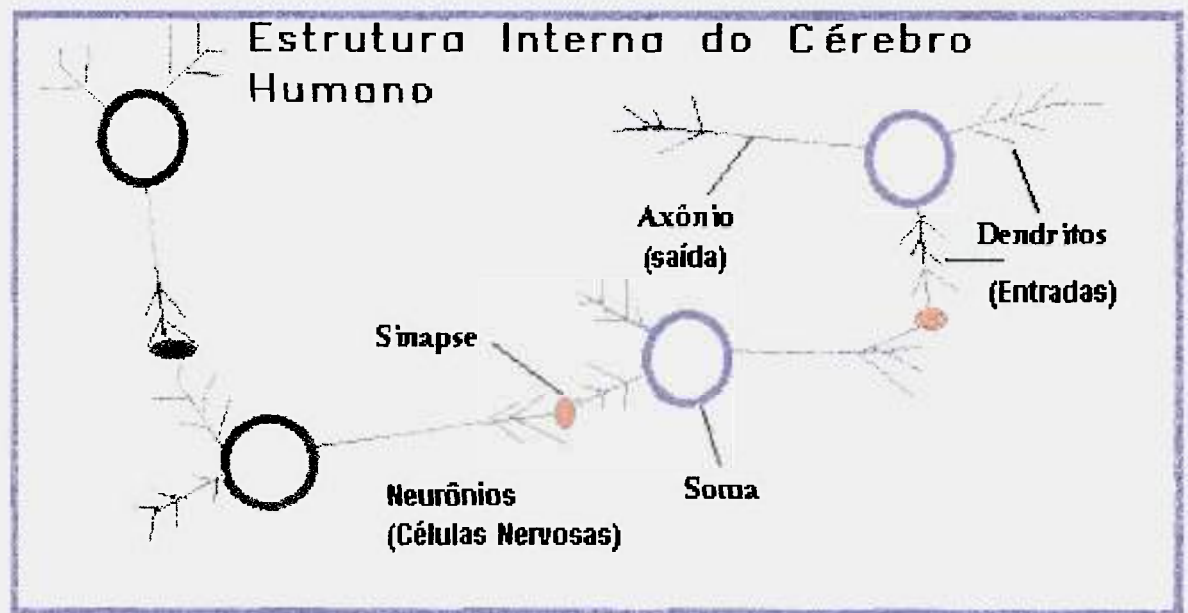 Estrutura Interna do Cérebro
Humano
Axônio
(saída)
Dendritos
(Entradas)
Sinapse
Neurônios
(Células Nervosas)
Soma